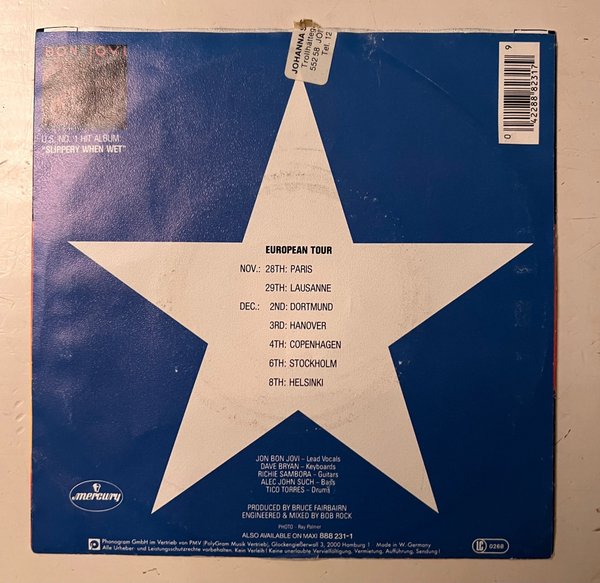 JOHANNA S
Trollhätteg
552 58 JÖ
Tel. 12
BON JOVI
U.S. NO. 1 HIT ALBUM:
"SLIPPERY WHEN WET"
0 42288 82317 9
EUROPEAN TOUR
NOV.: 28TH: PARIS
29TH: LAUSANNE
DEC.: 2ND: DORTMUND
3RD: HANOVER
4TH: COPENHAGEN
6TH: STOCKHOLM
8TH: HELSINKI
JON BON JOVI – Lead Vocals
DAVE BRYAN – Keyboards
RICHIE SAMBORA – Guitars
ALEC JOHN SUCH – Bass
TICO TORRES – Drums
PRODUCED BY BRUCE FAIRBAIRN
ENGINEERED & MIXED BY BOB ROCK
PHOTO – Ray Palmer
ALSO AVAILABLE ON MAXI 888 231-1
mercury
Phonogram GmbH im Vertrieb von PMV (PolyGram Musik Vertrieb), Glockengießerwall 3, 2000 Hamburg 1 · Made in W. Germany
Alle Urheber- und Leistungsschutzrechte vorbehalten. Kein Verleih! Keine unerlaubte Vervielfältigung, Vermietung, Aufführung, Sendung!
LC 0268